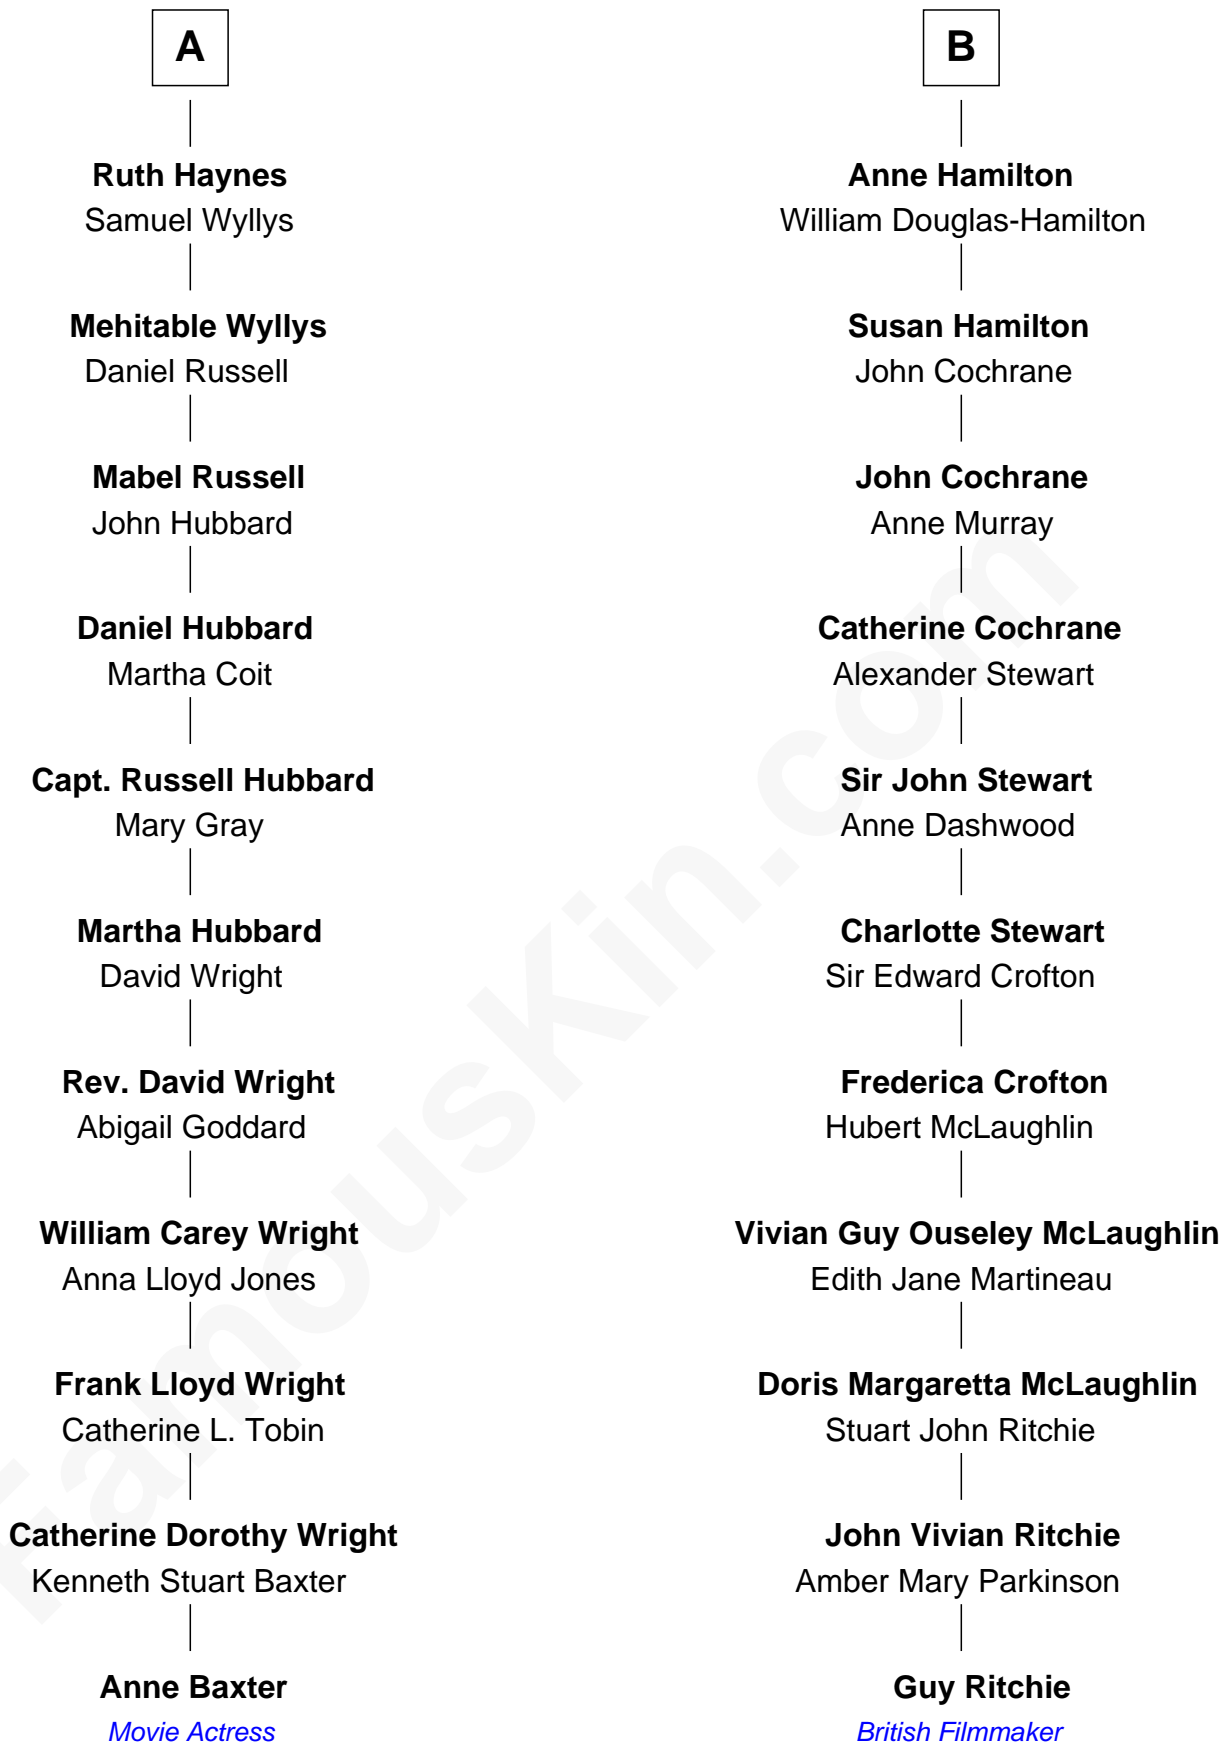 A
Ruth Haynes
Samuel Wyllys
Mehitable Wyllys
Daniel Russell
Mabel Russell
John Hubbard
Daniel Hubbard
Martha Coit
Capt. Russell Hubbard
Mary Gray
Martha Hubbard
David Wright
Rev. David Wright
Abigail Goddard
William Carey Wright
Anna Lloyd Jones
Frank Lloyd Wright
Catherine L. Tobin
Catherine Dorothy Wright
Kenneth Stuart Baxter
Anne Baxter
Movie Actress
B
Anne Hamilton
William Douglas-Hamilton
Susan Hamilton
John Cochrane
John Cochrane
Anne Murray
Catherine Cochrane
Alexander Stewart
Sir John Stewart
Anne Dashwood
Charlotte Stewart
Sir Edward Crofton
Frederica Crofton
Hubert McLaughlin
Vivian Guy Ouseley McLaughlin
Edith Jane Martineau
Doris Margaretta McLaughlin
Stuart John Ritchie
John Vivian Ritchie
Amber Mary Parkinson
Guy Ritchie
British Filmmaker
FamousKin.com